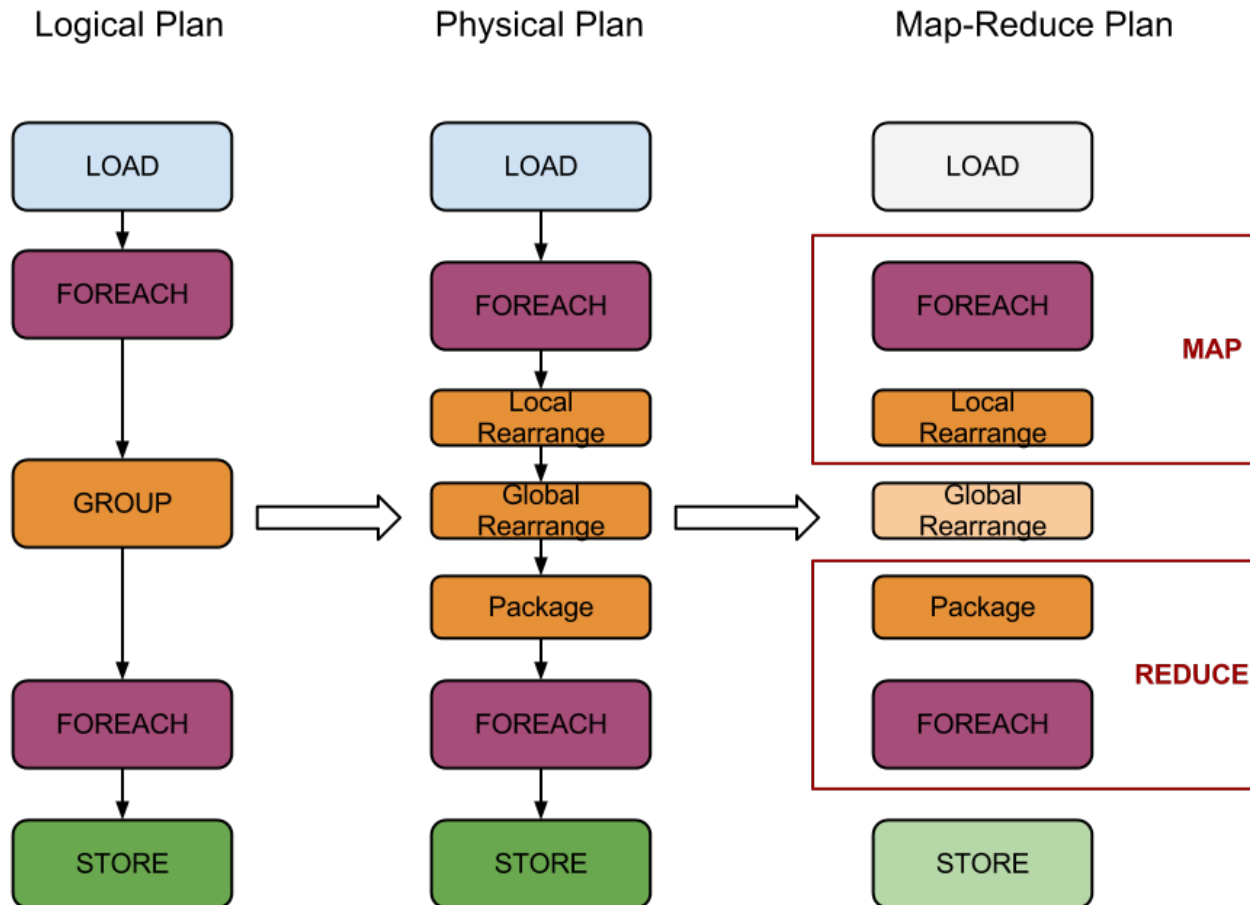 Logical Plan
LOAD
FOREACH
GROUP
FOREACH
STORE
Physical Plan
LOAD
FOREACH
Local
Rearrange
Global
Rearrange
Package
FOREACH
STORE
Map-Reduce Plan
LOAD
FOREACH
MAP
Local
Rearrange
Global
Rearrange
Package
REDUCE
FOREACH
STORE